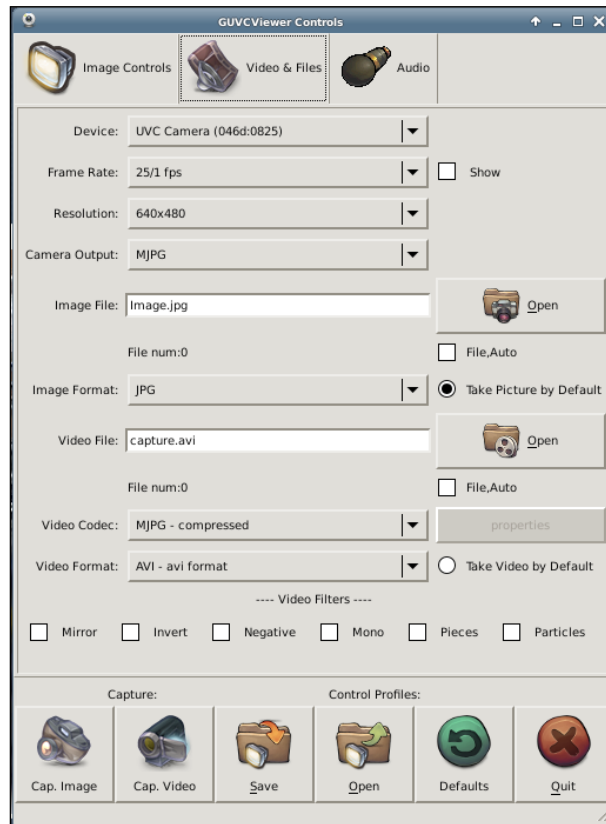 GUVCViewer Controls
Image Controls
Video & Files
Audio
Device: UVC Camera (046d:0825)
Frame Rate: 25/1 fps Show
Resolution: 640x480
Camera Output: MJPG
Image File: Image.jpg Open
File num:0 File,Auto
Image Format: JPG Take Picture by Default
Video File: capture.avi Open
File num:0 File,Auto
Video Codec: MJPG - compressed properties
Video Format: AVI - avi format Take Video by Default
---- Video Filters ----
Mirror Invert Negative Mono Pieces Particles
Capture: Control Profiles:
Cap. Image Cap. Video Save Open Defaults Quit